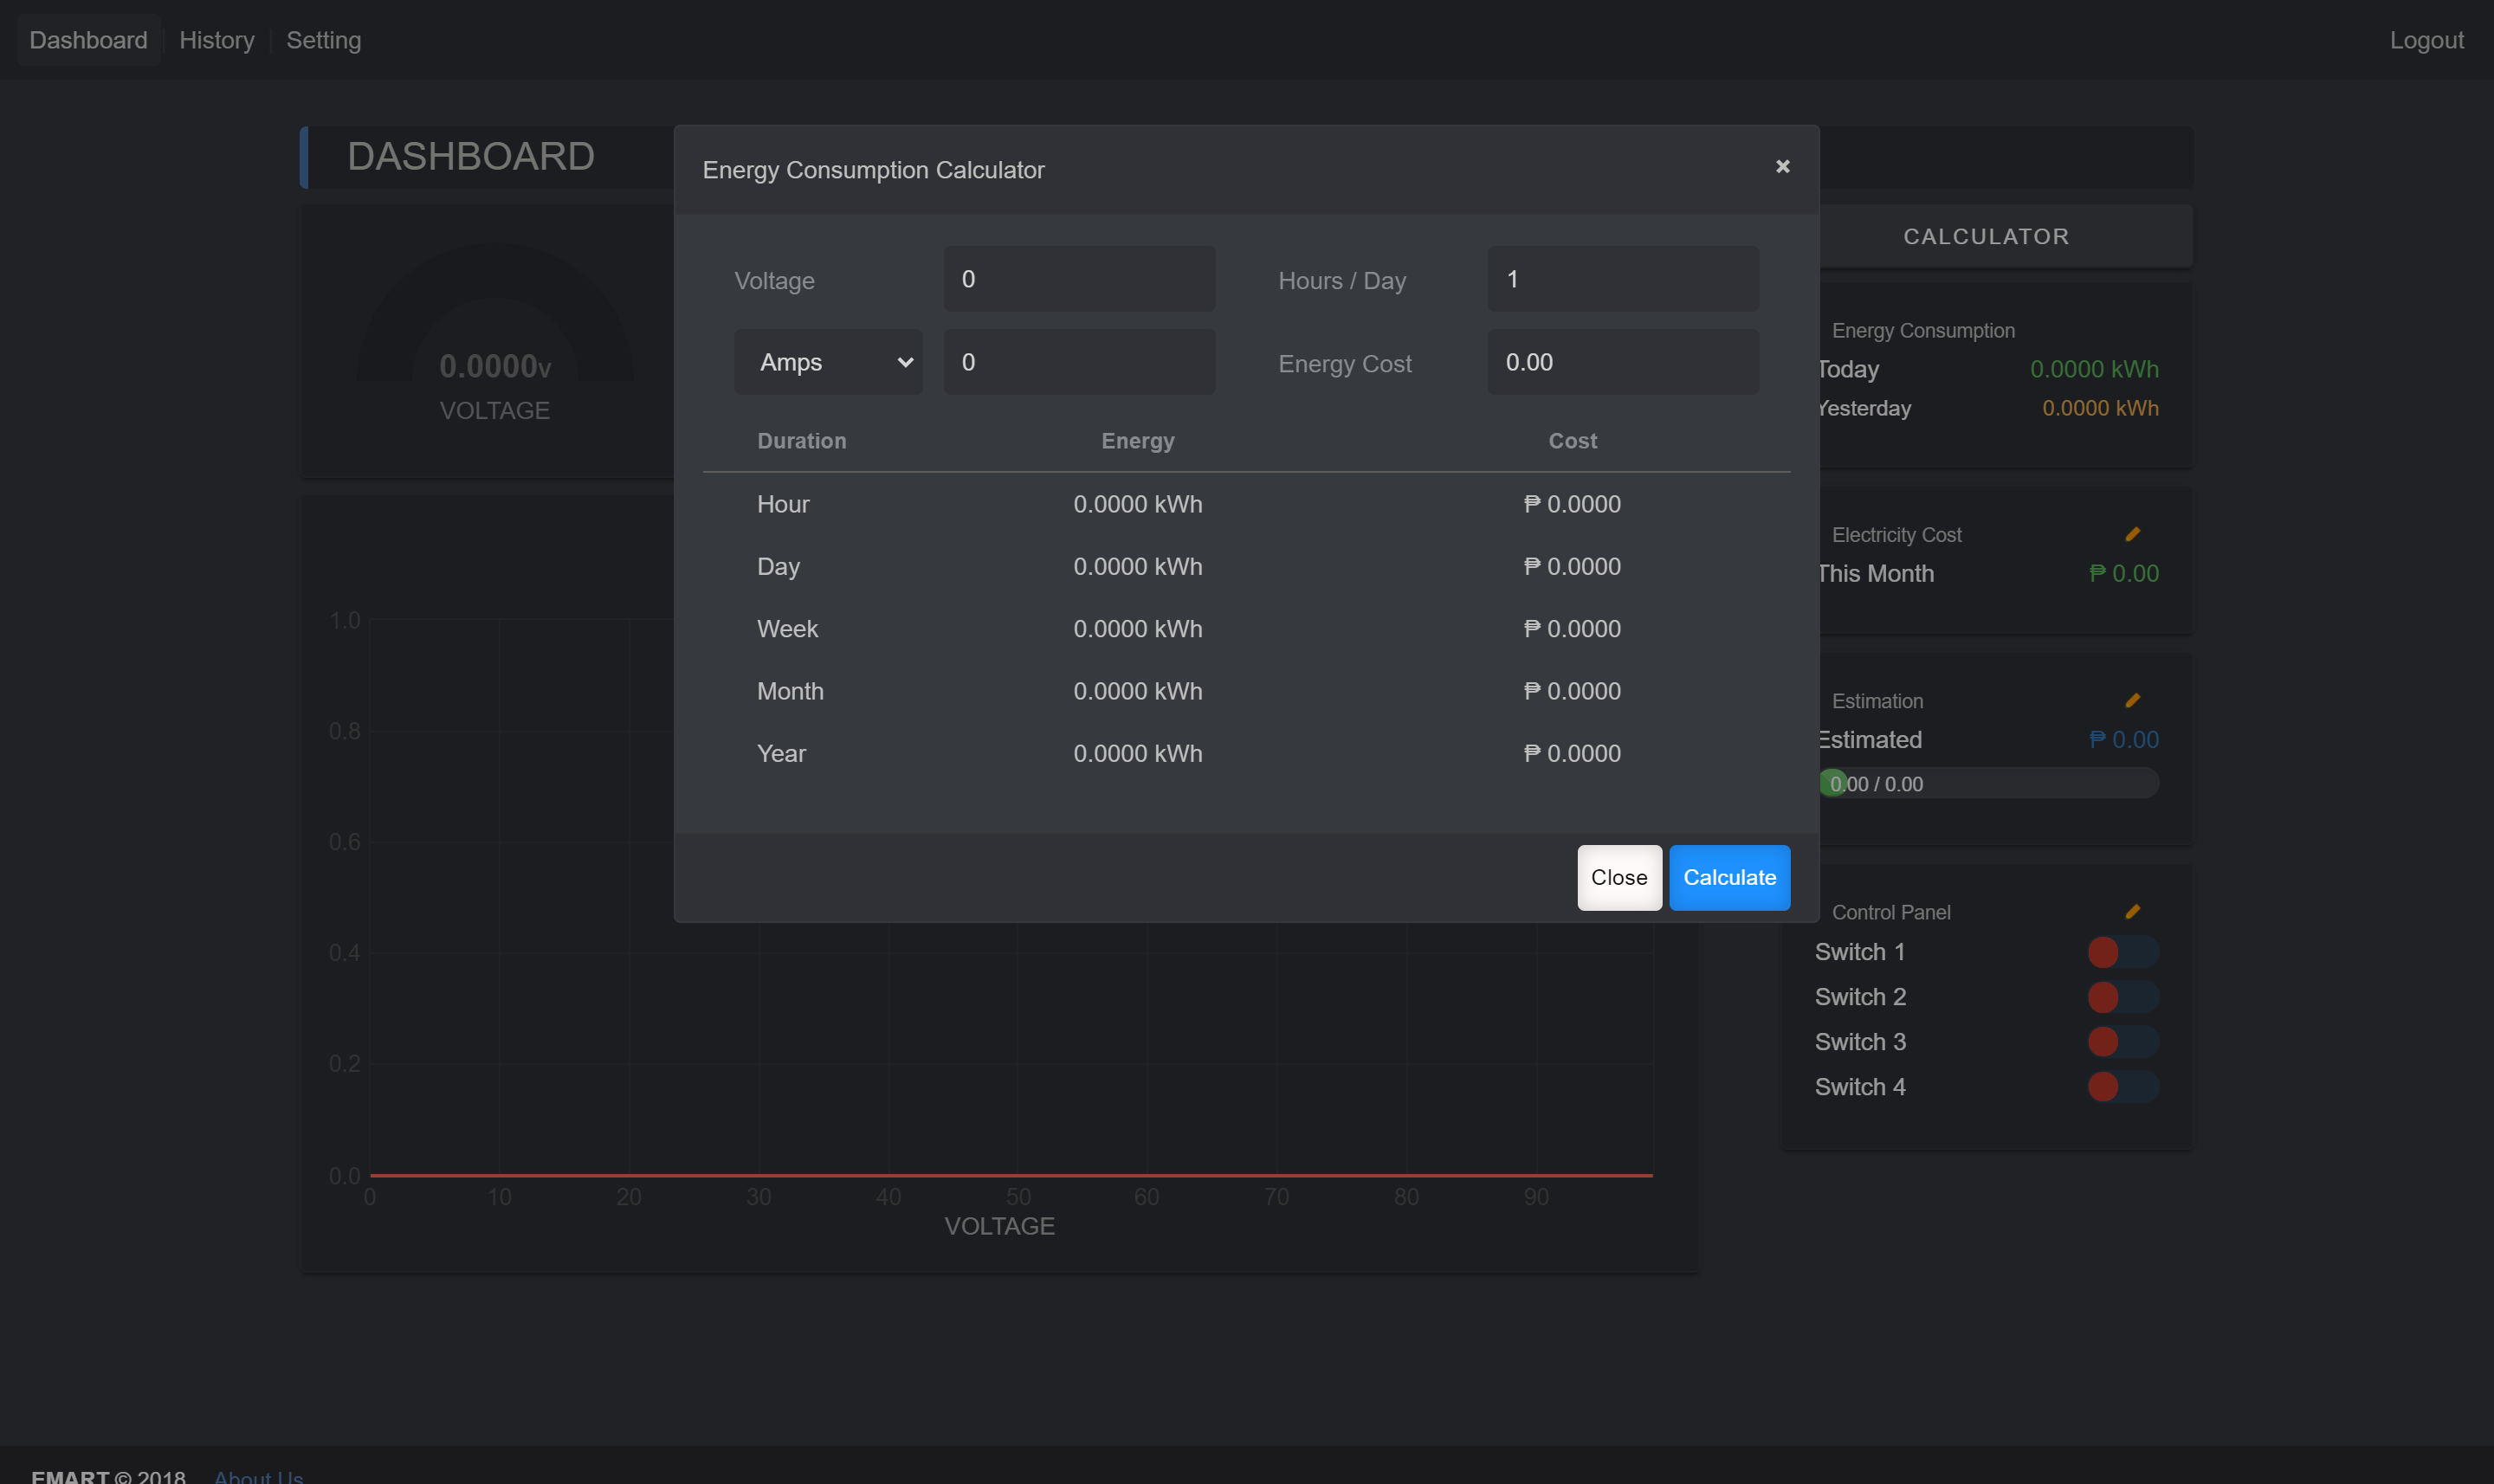 Dashboard History Setting Logout
DASHBOARD
0.0000V
VOLTAGE
Energy Consumption Calculator ×
Voltage 0 Hours / Day 1
Amps 0 Energy Cost 0.00
Duration Energy Cost
Hour 0.0000 kWh ₱ 0.0000
Day 0.0000 kWh ₱ 0.0000
Week 0.0000 kWh ₱ 0.0000
Month 0.0000 kWh ₱ 0.0000
Year 0.0000 kWh ₱ 0.0000
Close Calculate
CALCULATOR
Energy Consumption
Today 0.0000 kWh
Yesterday 0.0000 kWh
Electricity Cost
This Month ₱ 0.00
Estimation
Estimated ₱ 0.00
0.00 / 0.00
Control Panel
Switch 1
Switch 2
Switch 3
Switch 4
1.0
0.8
0.6
0.4
0.2
0.0
0 10 20 30 40 50 60 70 80 90
VOLTAGE
EMART © 2018 About Us